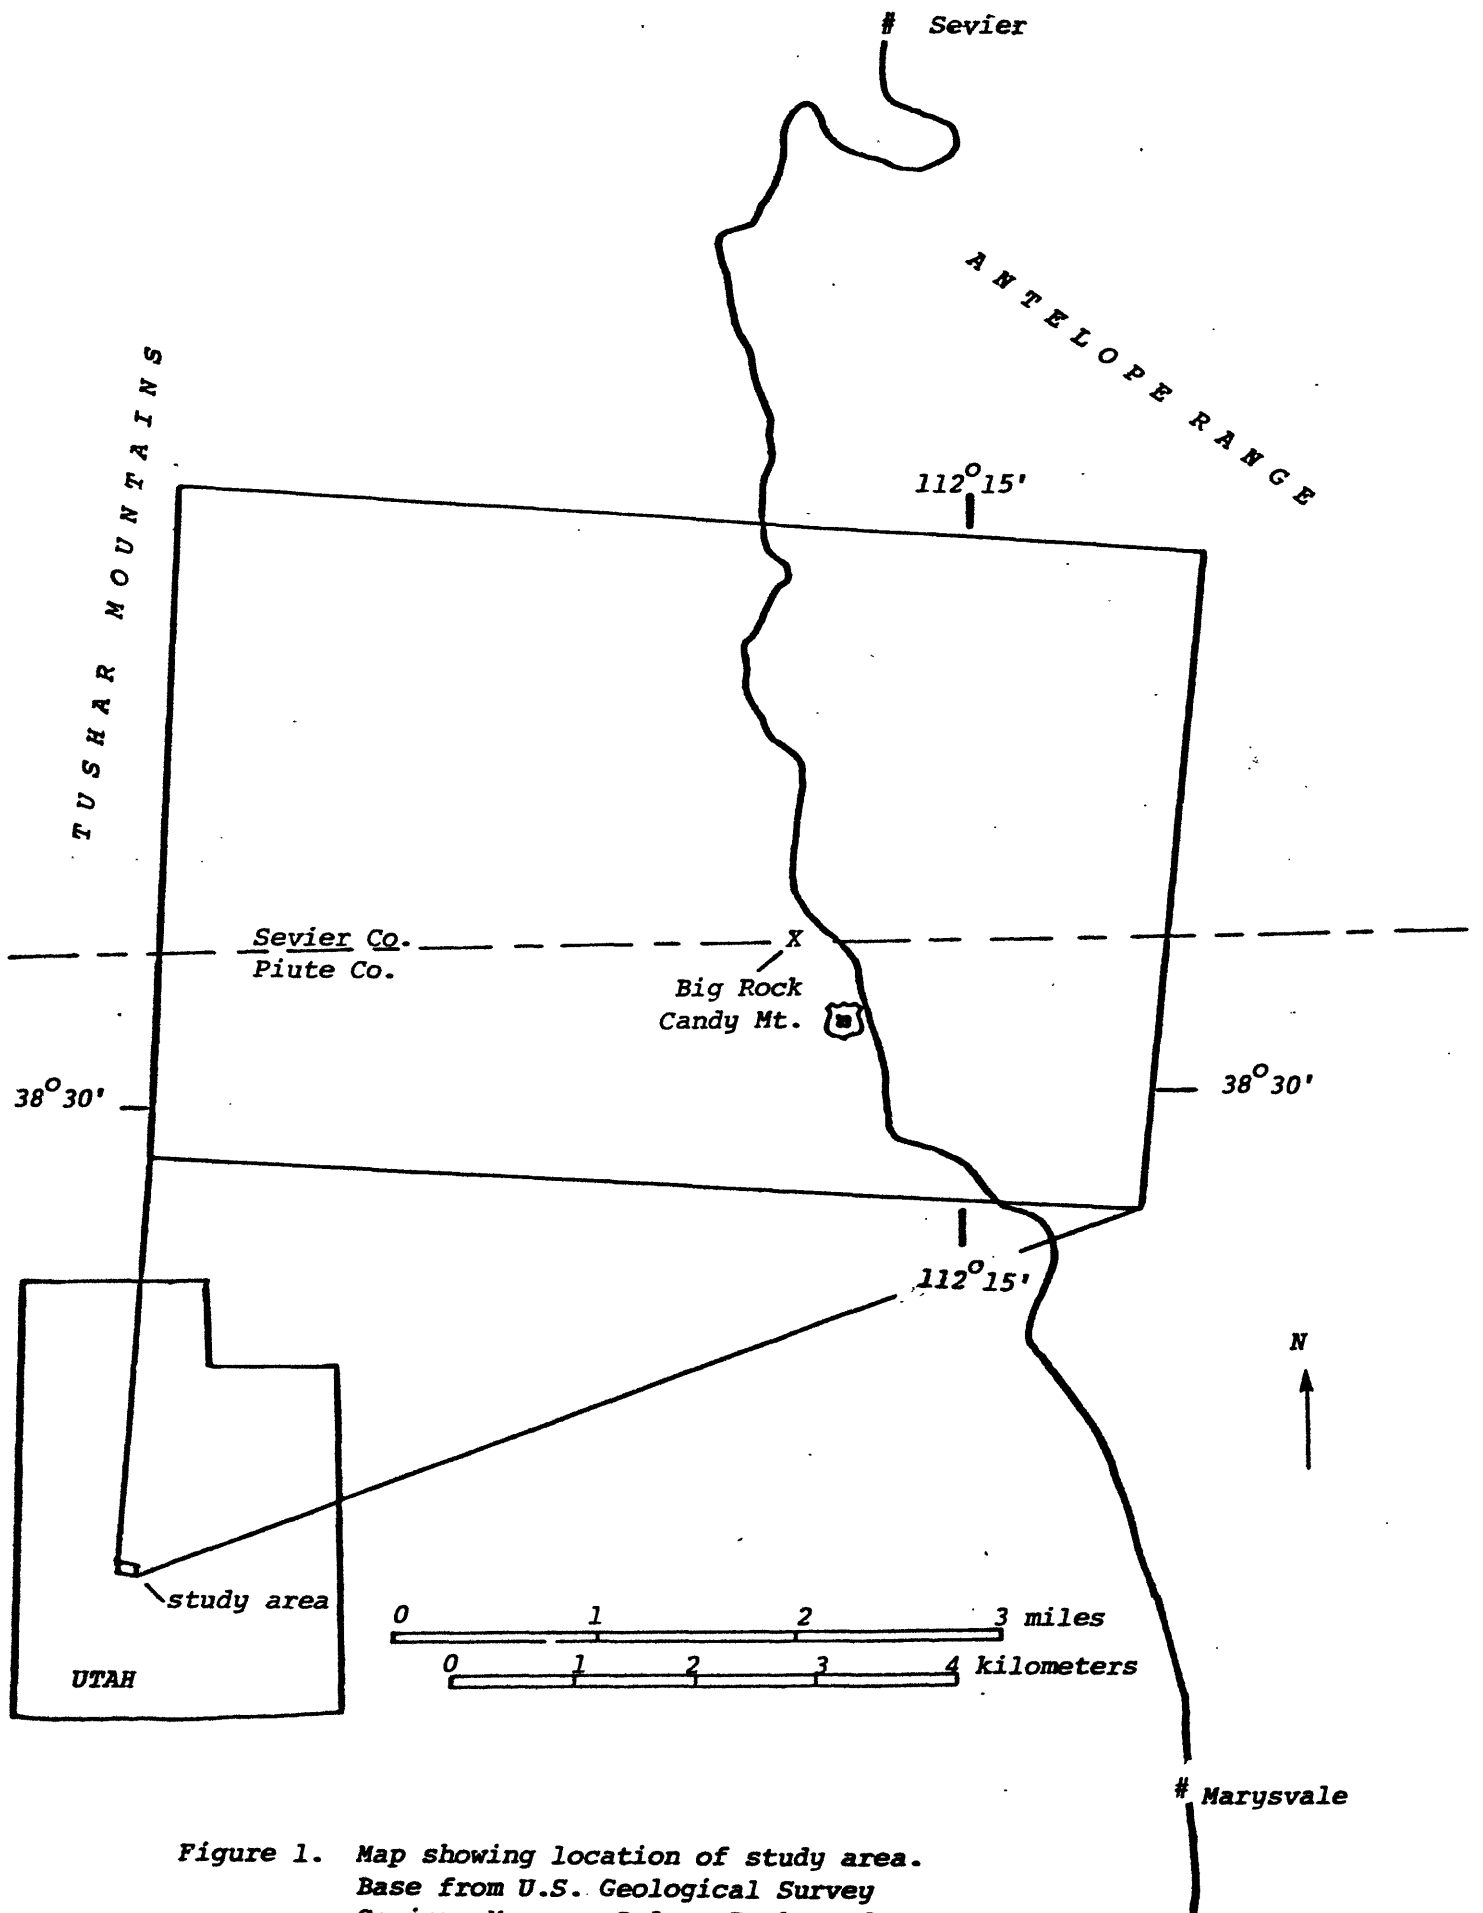 # Sevier
ANTELOPE RANGE
TUSHAR MOUNTAINS
112°15'
Sevier Co.
Piute Co.
X
Big Rock
Candy Mt.
38°30'
38°30'
112°15'
N
study area
UTAH
0 1 2 3 miles
0 1 2 3 4 kilometers
# Marysvale
Figure 1. Map showing location of study area.
Base from U.S. Geological Survey